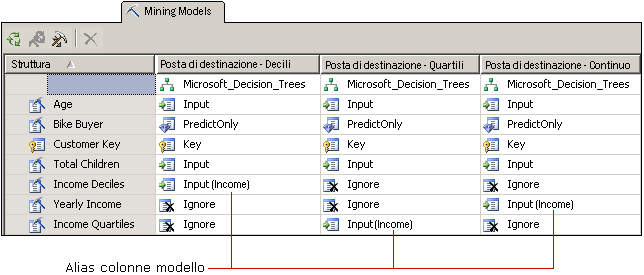 Mining Models
Struttura Posta di destinazione - Decili Posta di destinazione - Quartili Posta di destinazione - Continuo
Microsoft_Decision_Trees Microsoft_Decision_Trees Microsoft_Decision_Trees
Age Input Input Input
Bike Buyer PredictOnly PredictOnly PredictOnly
Customer Key Key Key Key
Total Children Input Input Input
Income Deciles Input (Income) Ignore Ignore
Yearly Income Ignore Ignore Input (Income)
Income Quartiles Ignore Input (Income) Ignore
Alias colonne modello